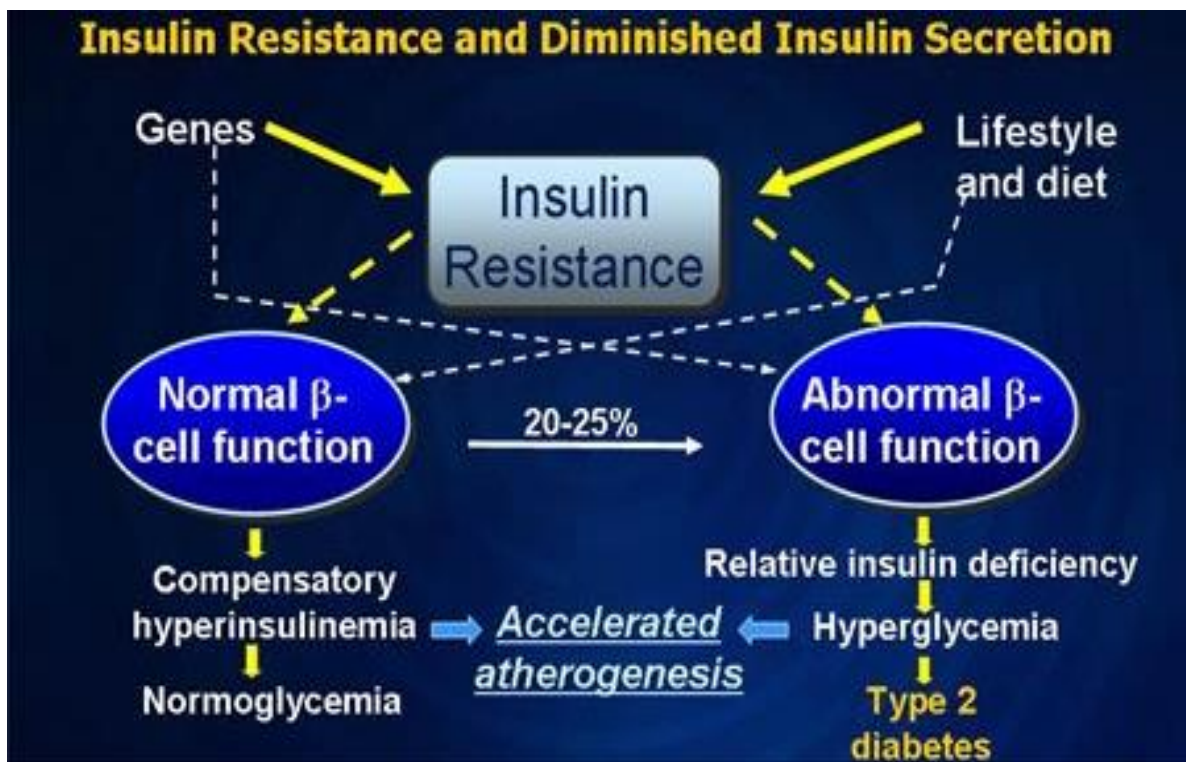 Insulin Resistance and Diminished Insulin Secretion
Genes
Lifestyle
and diet
Insulin
Resistance
Normal β-
cell function
20-25%
Abnormal β-
cell function
Compensatory
hyperinsulinemia
Normoglycemia
Accelerated
atherogenesis
Relative insulin deficiency
Hyperglycemia
Type 2
diabetes